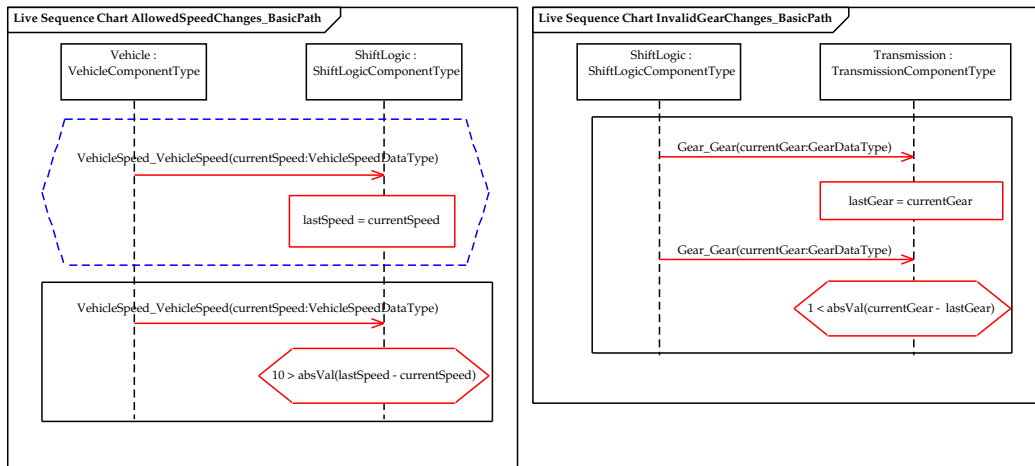 Live Sequence Chart AllowedSpeedChanges_BasicPath
Vehicle :
VehicleComponentType
ShiftLogic :
ShiftLogicComponentType
VehicleSpeed_VehicleSpeed(currentSpeed:VehicleSpeedDataType)
lastSpeed = currentSpeed
VehicleSpeed_VehicleSpeed(currentSpeed:VehicleSpeedDataType)
10 > absVal(lastSpeed - currentSpeed)
Live Sequence Chart InvalidGearChanges_BasicPath
ShiftLogic :
ShiftLogicComponentType
Transmission :
TransmissionComponentType
Gear_Gear(currentGear:GearDataType)
lastGear = currentGear
Gear_Gear(currentGear:GearDataType)
1 < absVal(currentGear - lastGear)